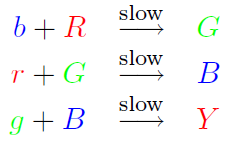 b + R slow⟶ G
r + G slow⟶ B
g + B slow⟶ Y